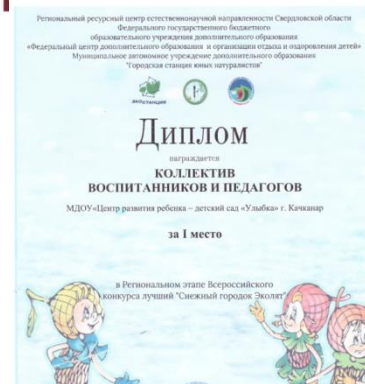 Региональный ресурсный центр естественнонаучной направленности Свердловской области
Федерального государственного бюджетного
образовательного учреждения дополнительного образования
«Федеральный центр дополнительного образования и организации отдыха и оздоровления детей»
Муниципальное автономное учреждение дополнительного образования
"Городская станция юных натуралистов"
ЭКОСТАНЦИЯ
Диплом
награждается
КОЛЛЕКТИВ
ВОСПИТАННИКОВ И ПЕДАГОГОВ
МДОУ«Центр развития ребенка – детский сад «Улыбка» г. Качканар
за I место
в Региональном этапе Всероссийского
конкурса лучший "Снежный городок Эколят"